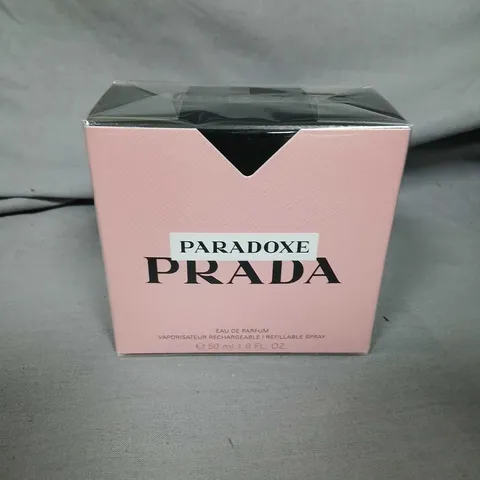 PARADOXE
PRADA
EAU DE PARFUM
VAPORISATEUR RECHARGEABLE / REFILLABLE SPRAY
℮ 50 ml 1.6 FL. OZ.